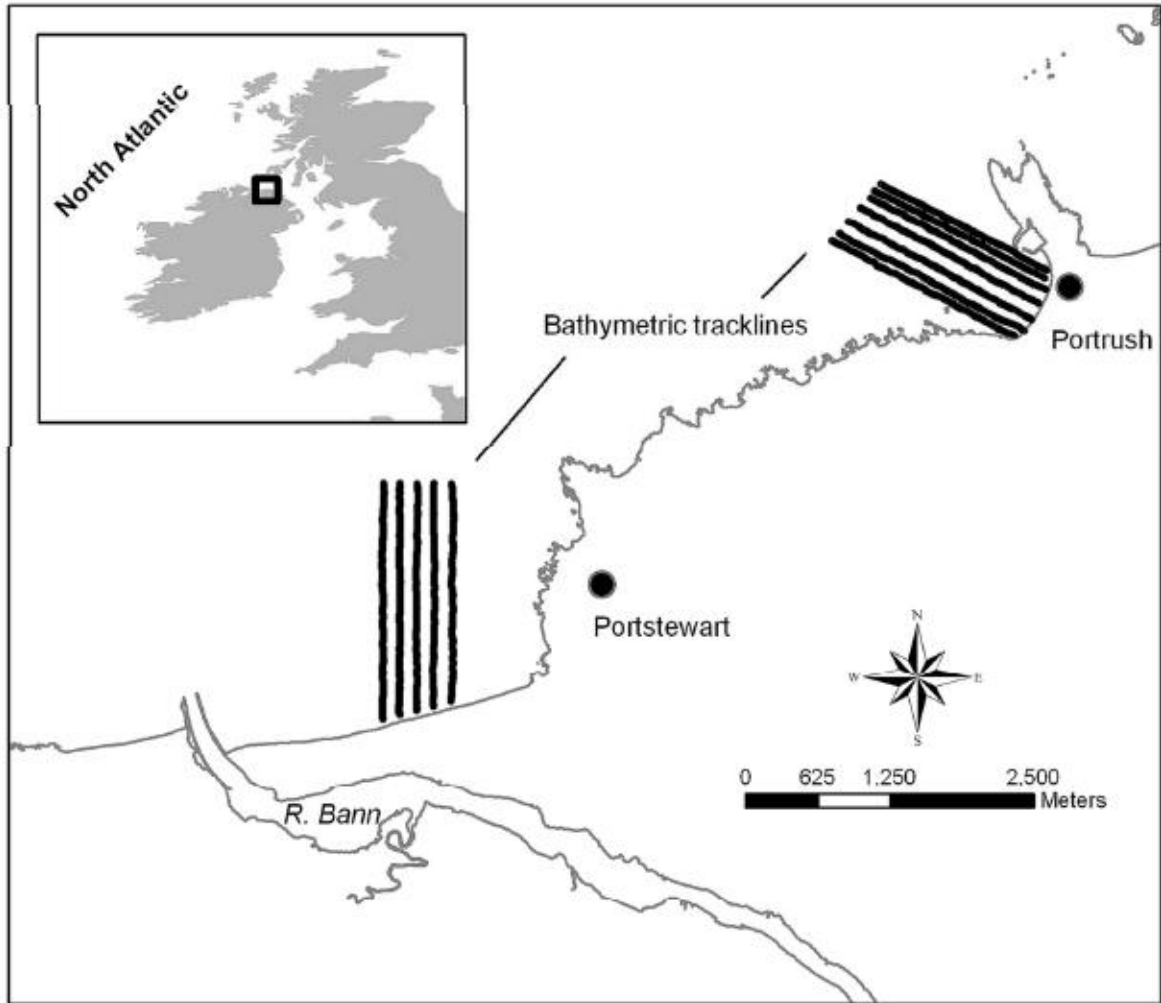 North Atlantic
Bathymetric tracklines
Portrush
Portstewart
N
W
E
S
0 625 1.250 2,500
Meters
R. Bann